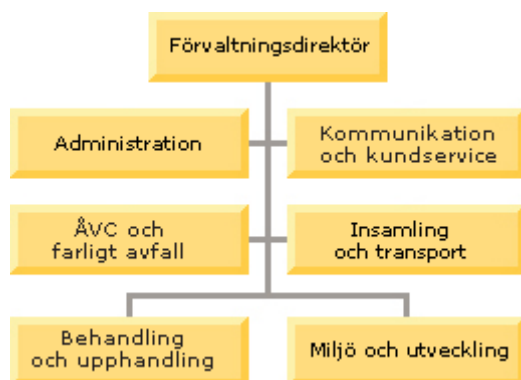 Förvaltningsdirektör
Administration
Kommunikation
och kundservice
ÅVC och
farligt avfall
Insamling
och transport
Behandling
och upphandling
Miljö och utveckling